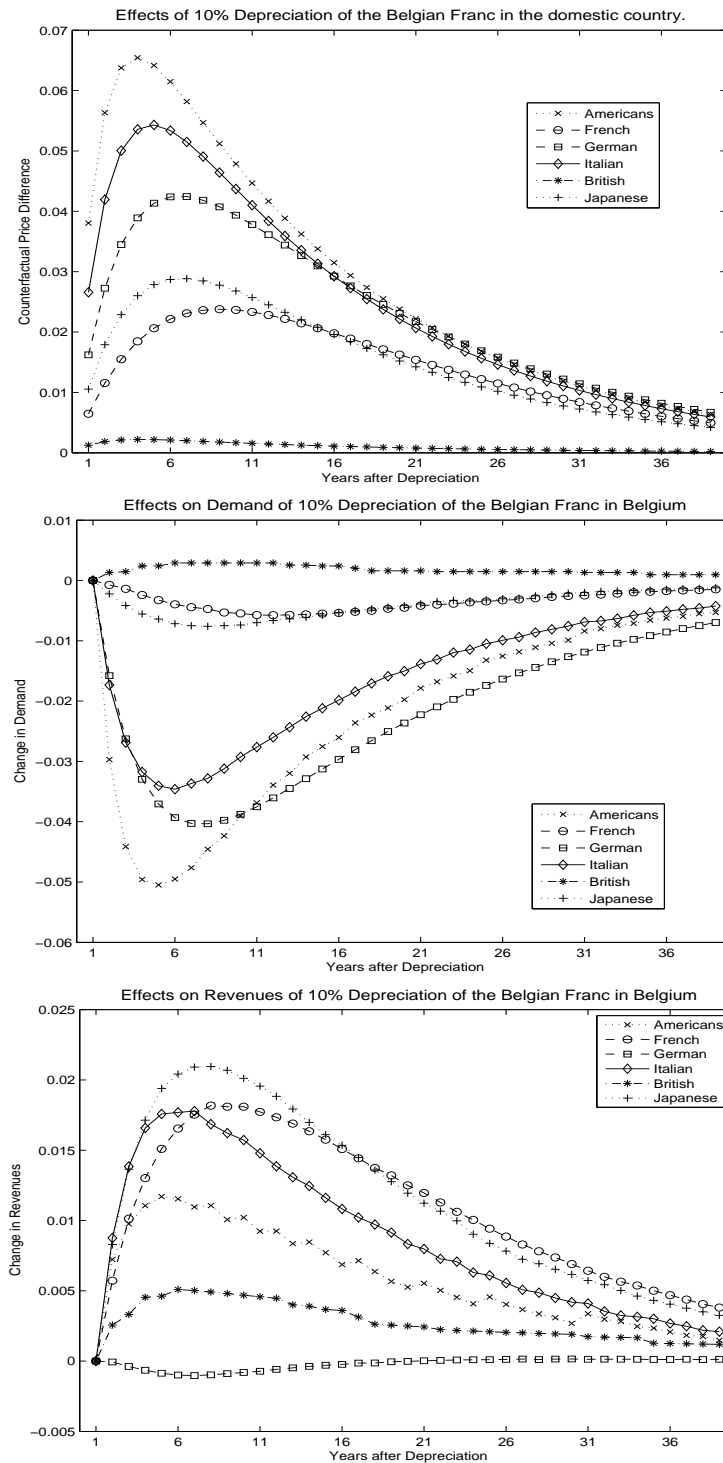 Effects of 10% Depreciation of the Belgian Franc in the domestic country.
0.07
0.06
0.05
0.04
0.03
0.02
0.01
0
Counterfactual Price Difference
Americans
French
German
Italian
British
Japanese
1 6 11 16 21 26 31 36
Years after Depreciation
Effects on Demand of 10% Depreciation of the Belgian Franc in Belgium
0.01
0
−0.01
−0.02
−0.03
−0.04
−0.05
−0.06
Change in Demand
Americans
French
German
Italian
British
Japanese
1 6 11 16 21 26 31 36
Years after Depreciation
Effects on Revenues of 10% Depreciation of the Belgian Franc in Belgium
0.025
0.02
0.015
0.01
0.005
0
−0.005
Change in Revenues
Americans
French
German
Italian
British
Japanese
1 6 11 16 21 26 31 36
Years after Depreciation